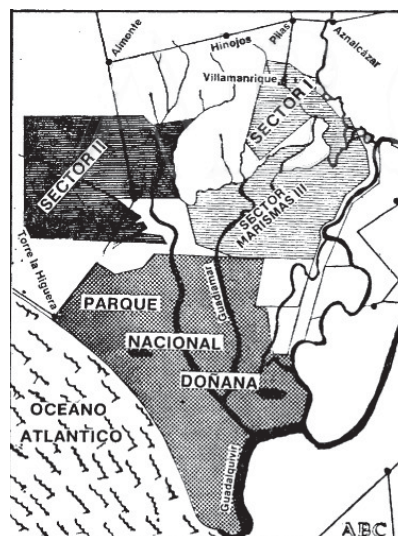 Almonte
Hinojos
Pilas
Aznalcázar
Villamanrique
SECTOR I
SECTOR II
SECTOR
MARISMAS III
Torre la Higuera
Guadiamar
PARQUE
NACIONAL
DOÑANA
OCEANO
ATLANTICO
Guadalquivir
ABC